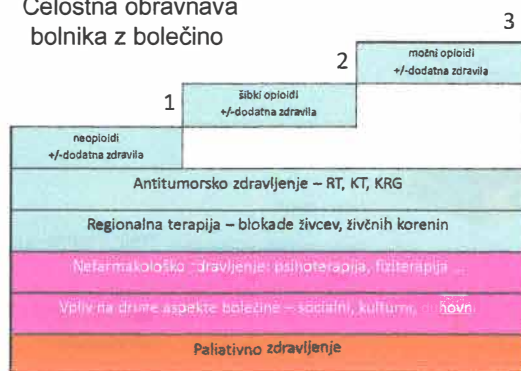 Celostna obravnava
bolnika z bolečino
3
močni opioidi
+/-dodatna zdravila
2
šibki opioidi
+/-dodatna zdravila
1
neopioidi
+/-dodatna zdravila
Antitumorsko zdravljenje – RT, KT, KRG
Regionalna terapija – blokade živcev, živčnih korenin
Nefarmakološko zdravljenje: psihoterapija, fiziterapija ...
Vpliv na druge aspekte bolečine – socialni, kulturni,
Paliativno zdravljenje